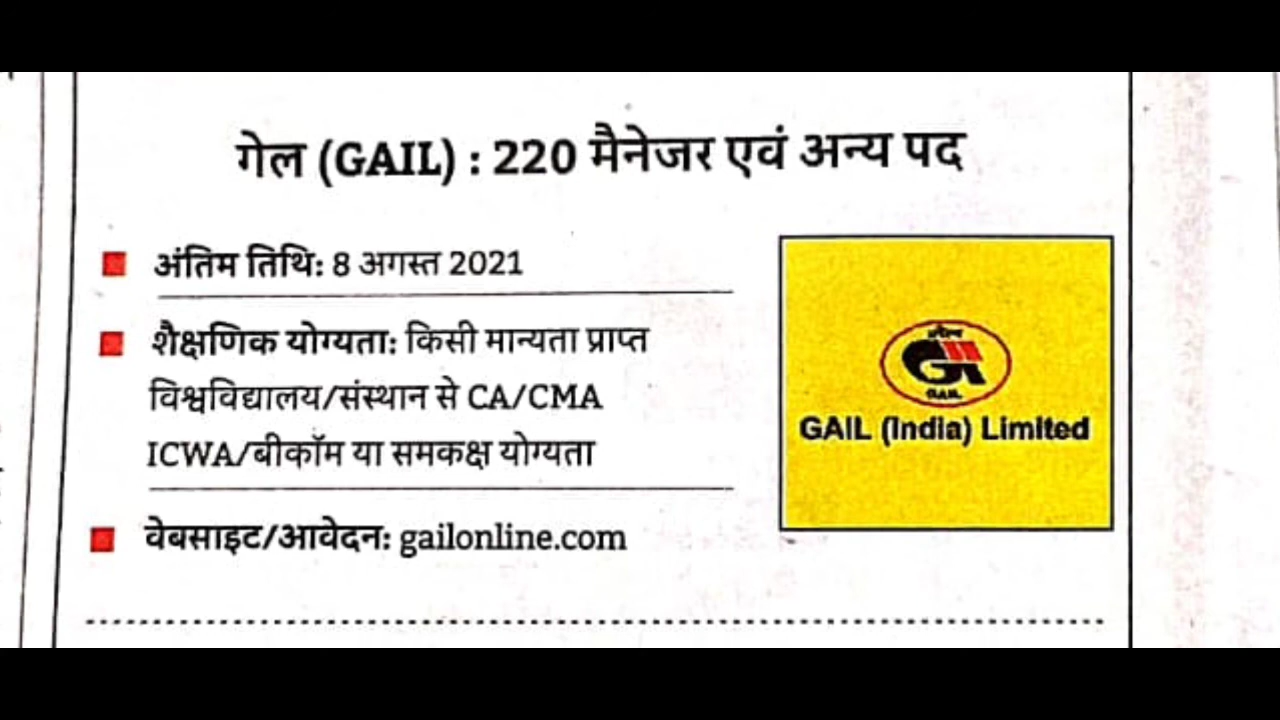 गेल (GAIL) : 220 मैनेजर एवं अन्य पद
अंतिम तिथि: 8 अगस्त 2021
शैक्षणिक योग्यता: किसी मान्यता प्राप्त
विश्वविद्यालय/संस्थान से CA/CMA
ICWA/बीकॉम या समकक्ष योग्यता
वेबसाइट/आवेदन: gailonline.com
GAIL
GAIL (India) Limited